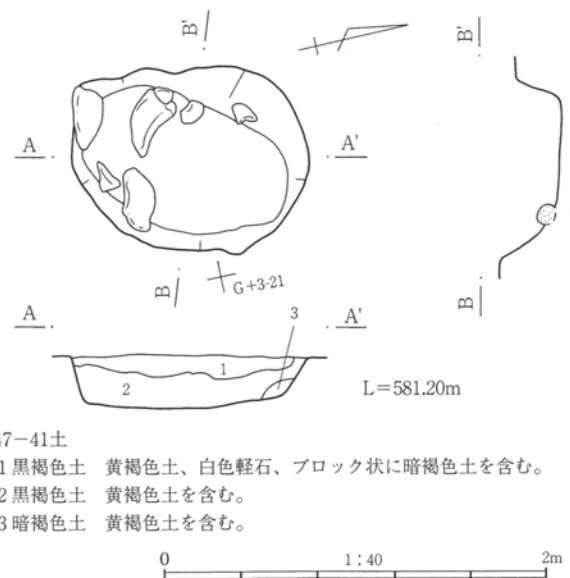 B'
B'
A
A'
B
G+3-21
B
A
3
A'
1
2
L=581.20m
47-41土
1 黒褐色土 黄褐色土、白色軽石、ブロック状に暗褐色土を含む。
2 黒褐色土 黄褐色土を含む。
3 暗褐色土 黄褐色土を含む。
0 1:40 2m